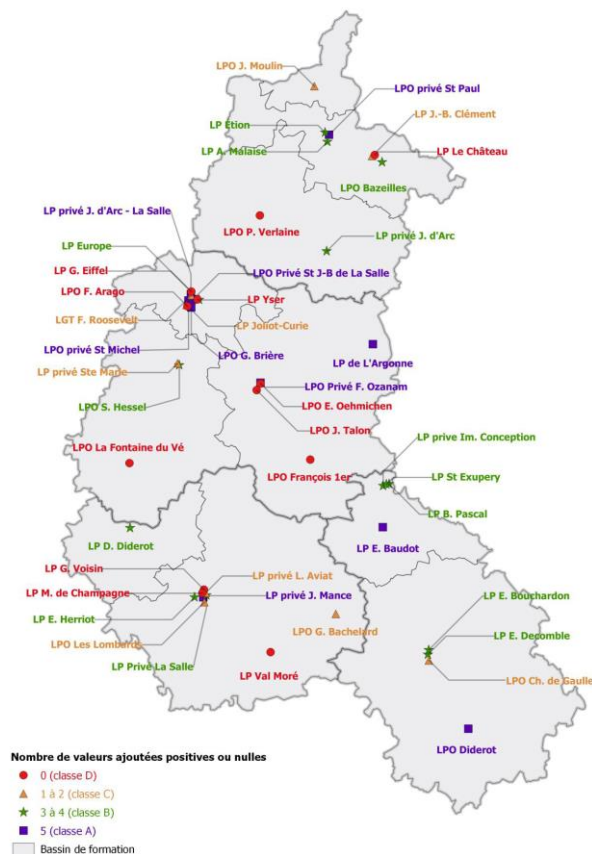 LPO J. Moulin
LPO privé St Paul
LP Etion
LP J.-B. Clément
LP A. Malaise
LP Le Château
LPO Bazeilles
LP privé J. d'Arc - La Salle
LPO P. Verlaine
LP privé J. d'Arc
LP Europe
LP G. Eiffel
LPO Privé St J-B de La Salle
LPO F. Arago
LP Yser
LGT F. Roosevelt
LP Joliot-Curie
LPO privé St Michel
LPO G. Brière
LP de L'Argonne
LP privé Ste Marie
LPO Privé F. Ozanam
LPO S. Hessel
LPO E. Oehmichen
LPO J. Talon
LPO La Fontaine du Vé
LP prive Im. Conception
LPO François 1er
LP St Exupery
LP B. Pascal
LP D. Diderot
LP E. Baudot
LP G. Voisin
LP privé L. Aviat
LP M. de Champagne
LP privé J. Mance
LP E. Bouchardon
LP E. Herriot
LPO G. Bachelard
LP E. Decomble
LPO Les Lombards
LP Privé La Salle
LP Val Moré
LPO Ch. de Gaulle
LPO Diderot
Nombre de valeurs ajoutées positives ou nulles
0 (classe D)
1 à 2 (classe C)
3 à 4 (classe B)
5 (classe A)
Bassin de formation